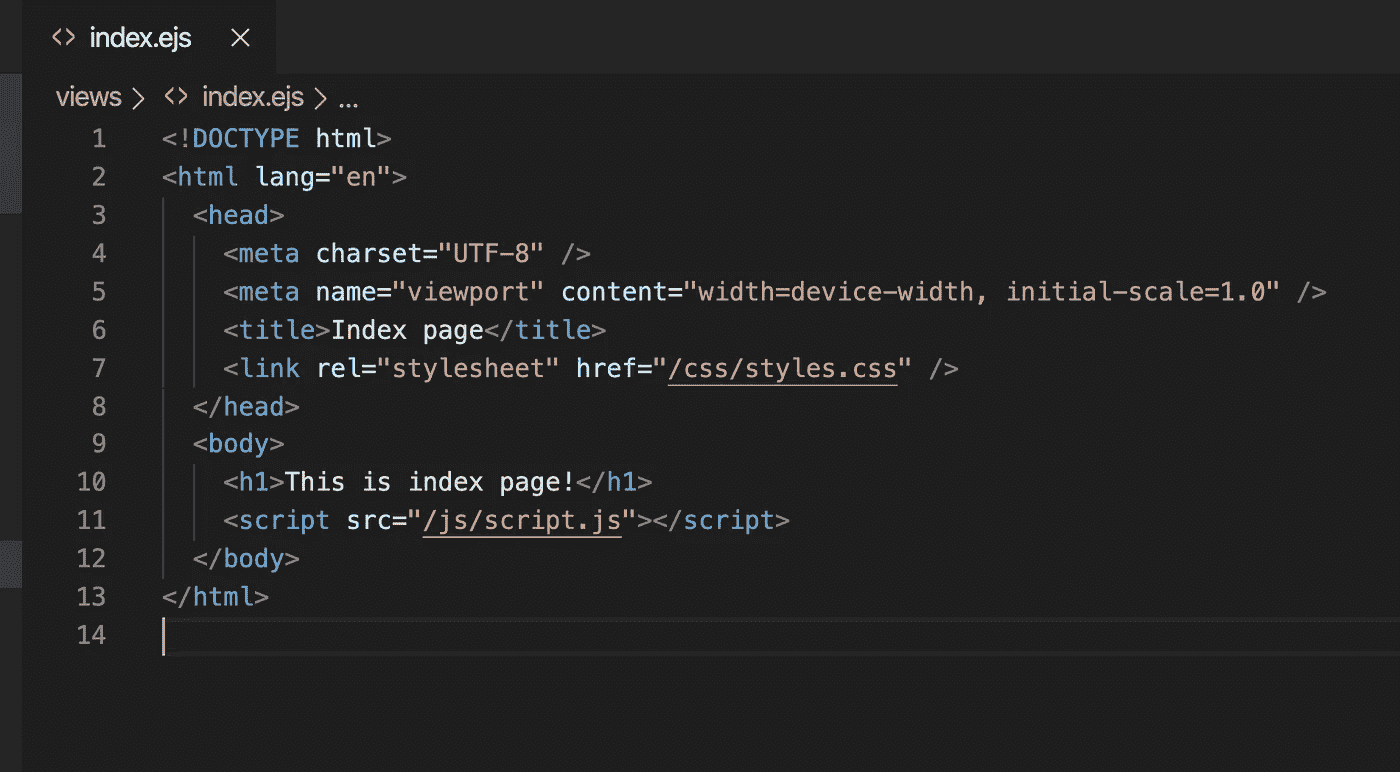 <> index.ejs ×
views > <> index.ejs > ...
1 <!DOCTYPE html>
2 <html lang="en">
3   <head>
4     <meta charset="UTF-8" />
5     <meta name="viewport" content="width=device-width, initial-scale=1.0" />
6     <title>Index page</title>
7     <link rel="stylesheet" href="/css/styles.css" />
8   </head>
9   <body>
10     <h1>This is index page!</h1>
11     <script src="/js/script.js"></script>
12   </body>
13 </html>
14